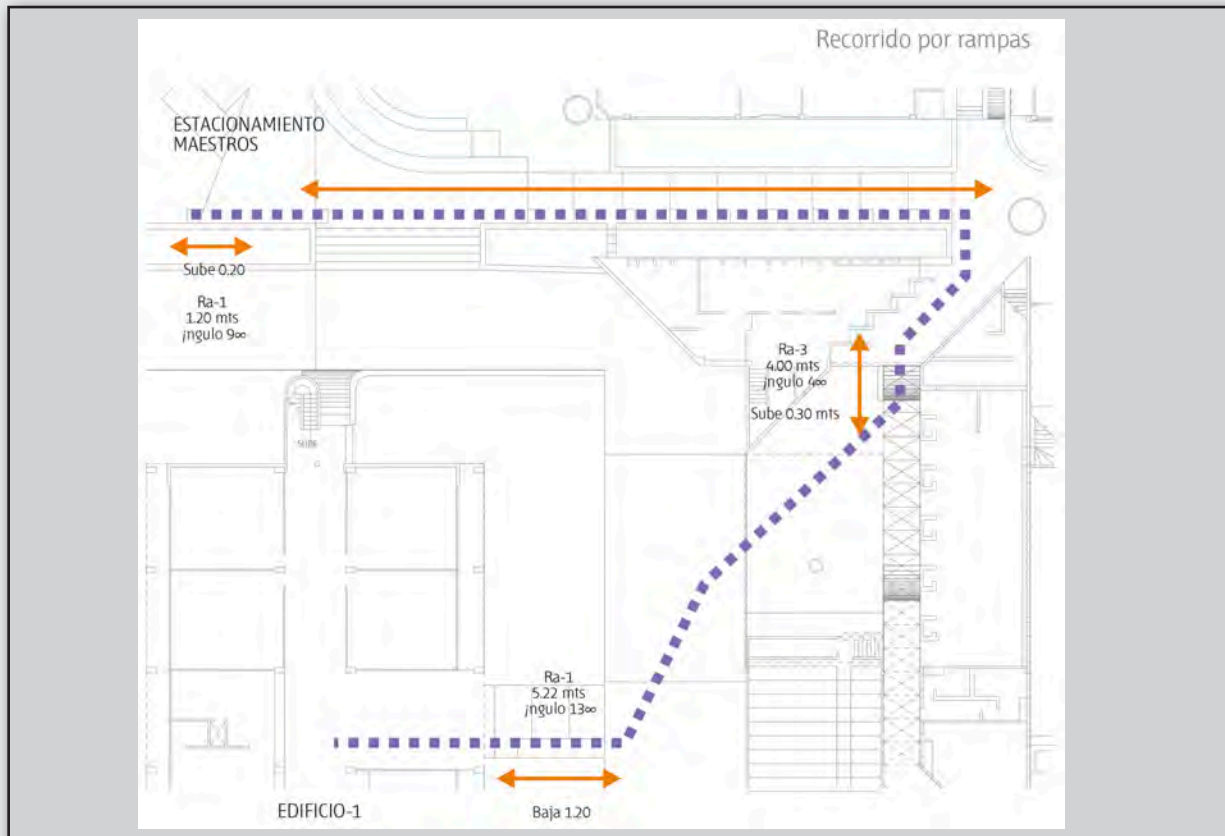 Recorrido por rampas
ESTACIONAMIENTO
MAESTROS
Sube 0.20
Ra-1
1.20 mts
¡ngulo 9∞
Ra-3
4.00 mts
¡ngulo 4∞
Sube 0.30 mts
SUBE
Ra-1
5.22 mts
¡ngulo 13∞
EDIFICIO-1
Baja 1.20